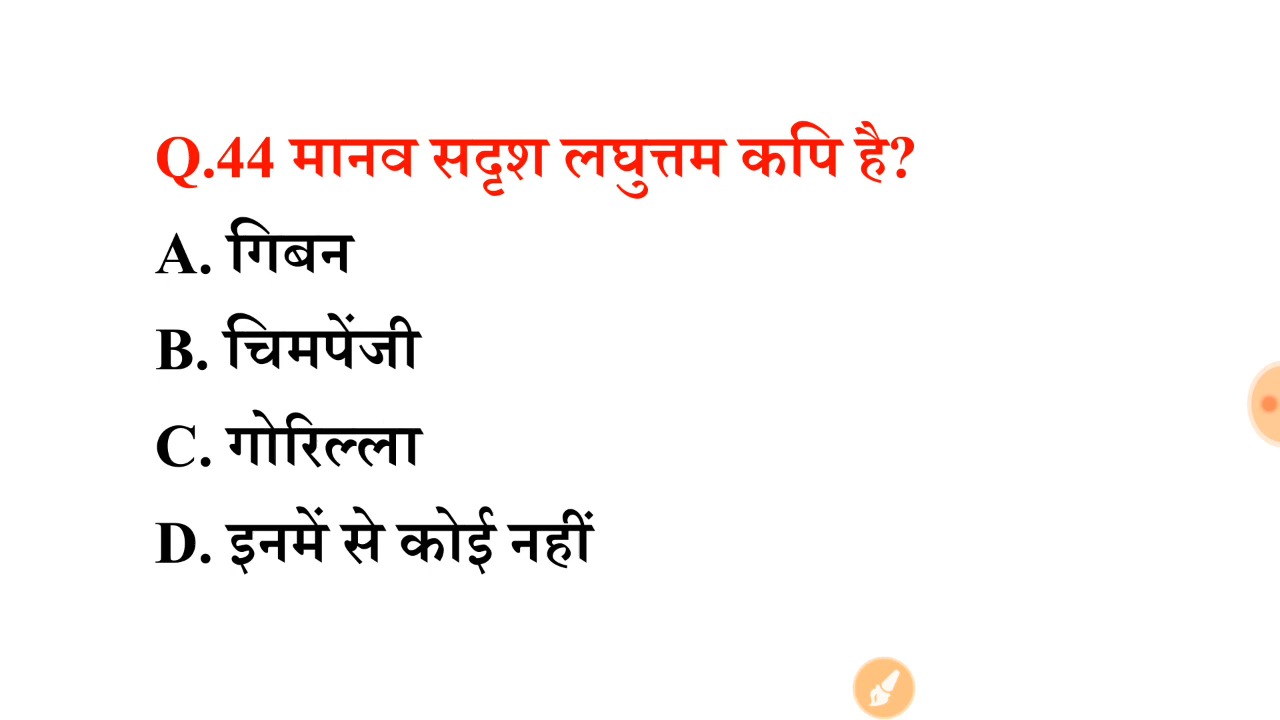 Q.44 मानव सदृश लघुत्तम कपि है?
A. गिबन
B. चिमपेंजी
C. गोरिल्ला
D. इनमें से कोई नहीं